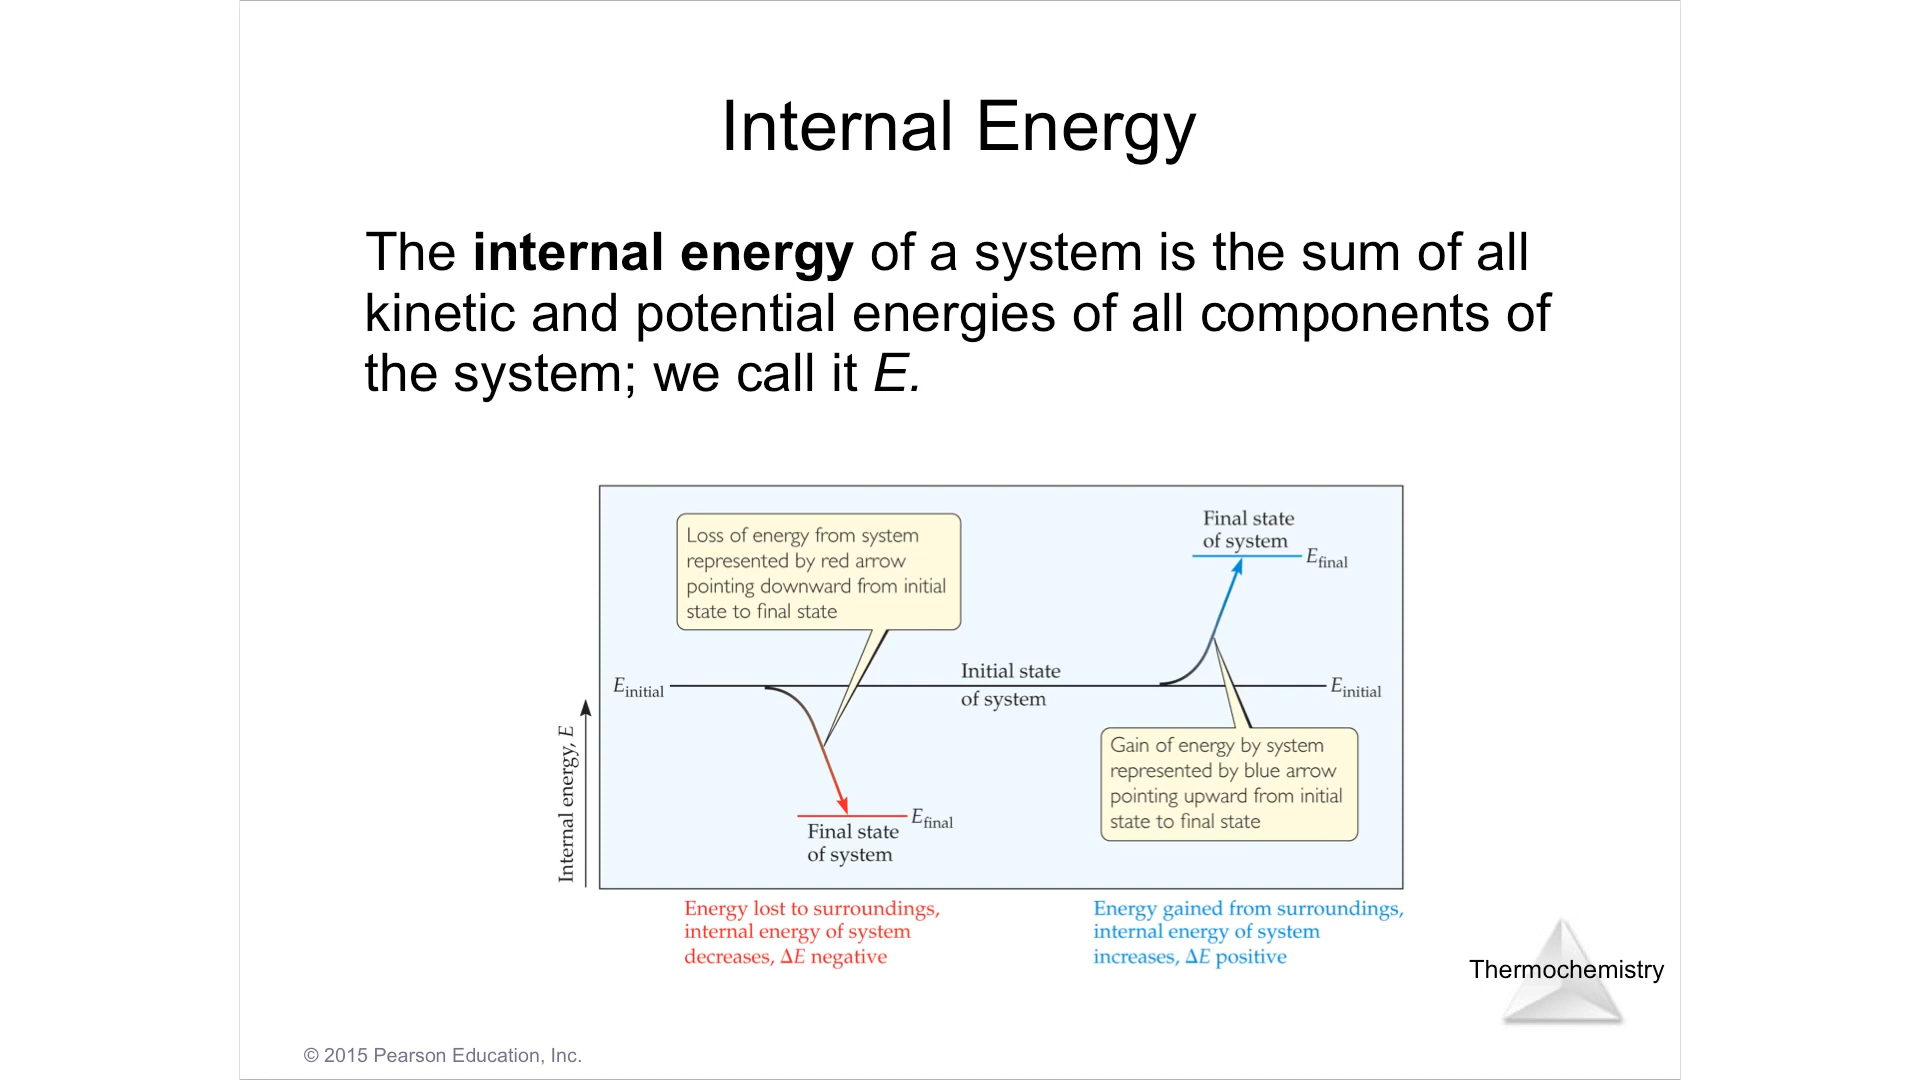 Internal Energy
The internal energy of a system is the sum of all
kinetic and potential energies of all components of
the system; we call it E.
Loss of energy from system
represented by red arrow
pointing downward from initial
state to final state
Final state
of system
Efinal
Einitial
Initial state
of system
Einitial
Internal energy, E
Gain of energy by system
represented by blue arrow
pointing upward from initial
state to final state
Efinal
Final state
of system
Energy lost to surroundings,
internal energy of system
decreases, ΔE negative
Energy gained from surroundings,
internal energy of system
increases, ΔE positive
Thermochemistry
© 2015 Pearson Education, Inc.